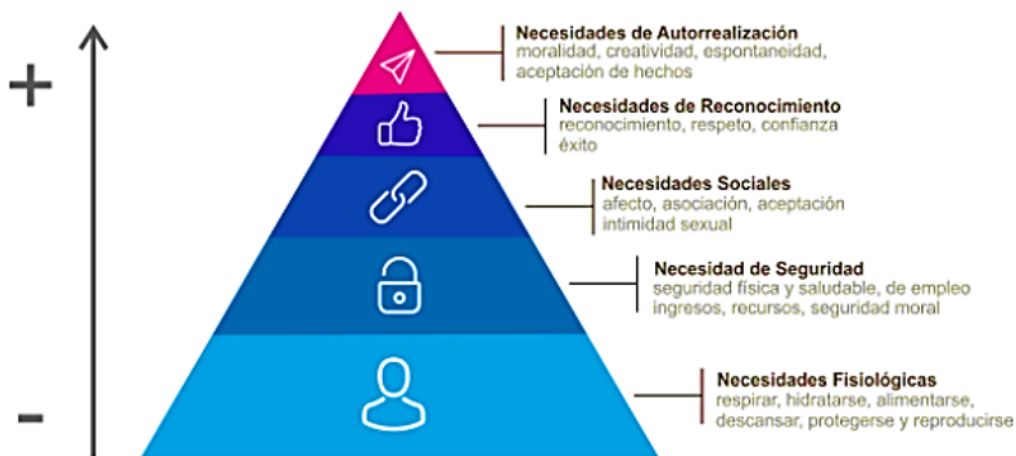 +
Necesidades de Autorrealización
moralidad, creatividad, espontaneidad,
aceptación de hechos
Necesidades de Reconocimiento
reconocimiento, respeto, confianza
éxito
Necesidades Sociales
afecto, asociación, aceptación
intimidad sexual
Necesidad de Seguridad
seguridad física y saludable, de empleo
ingresos, recursos, seguridad moral
Necesidades Fisiológicas
respirar, hidratarse, alimentarse,
descansar, protegerse y reproducirse
-